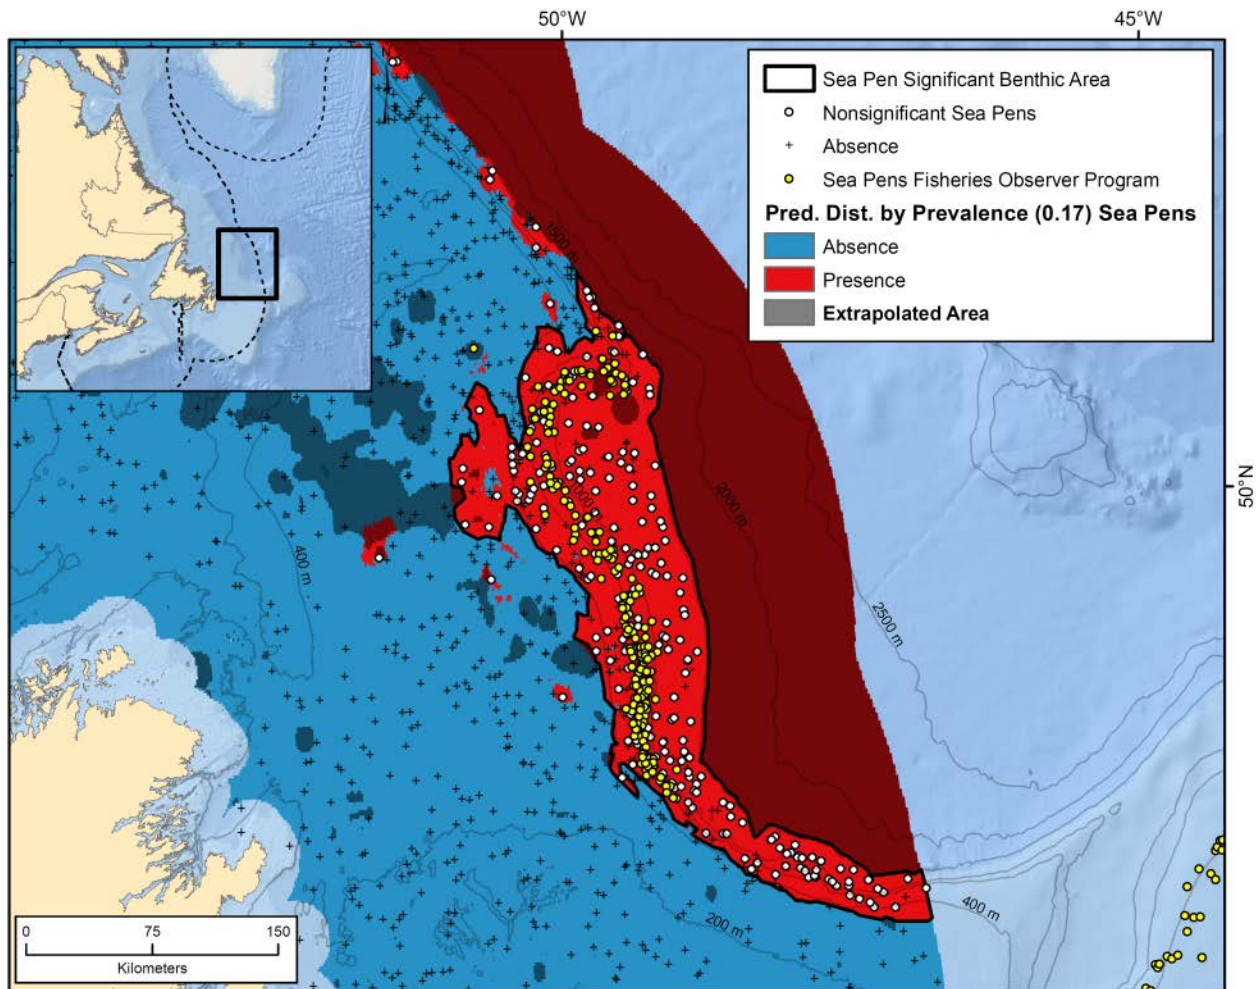 50°W
45°W
Sea Pen Significant Benthic Area
Nonsignificant Sea Pens
Absence
Sea Pens Fisheries Observer Program
Pred. Dist. by Prevalence (0.17) Sea Pens
Absence
Presence
Extrapolated Area
1500 m
50°N
2000 m
400 m
2500 m
400 m
200 m
0
75
150
Kilometers